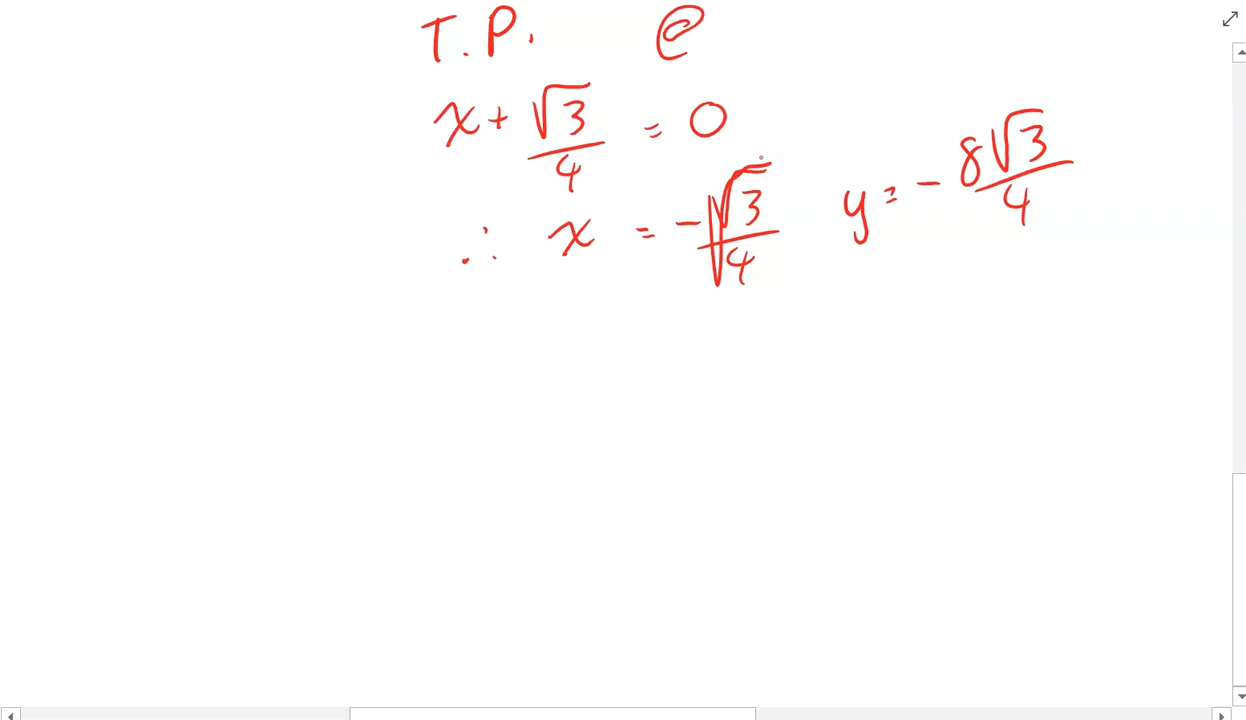 T.P. @
x + √3/4 = 0
∴ x = -√3/4 y = -8√3/4